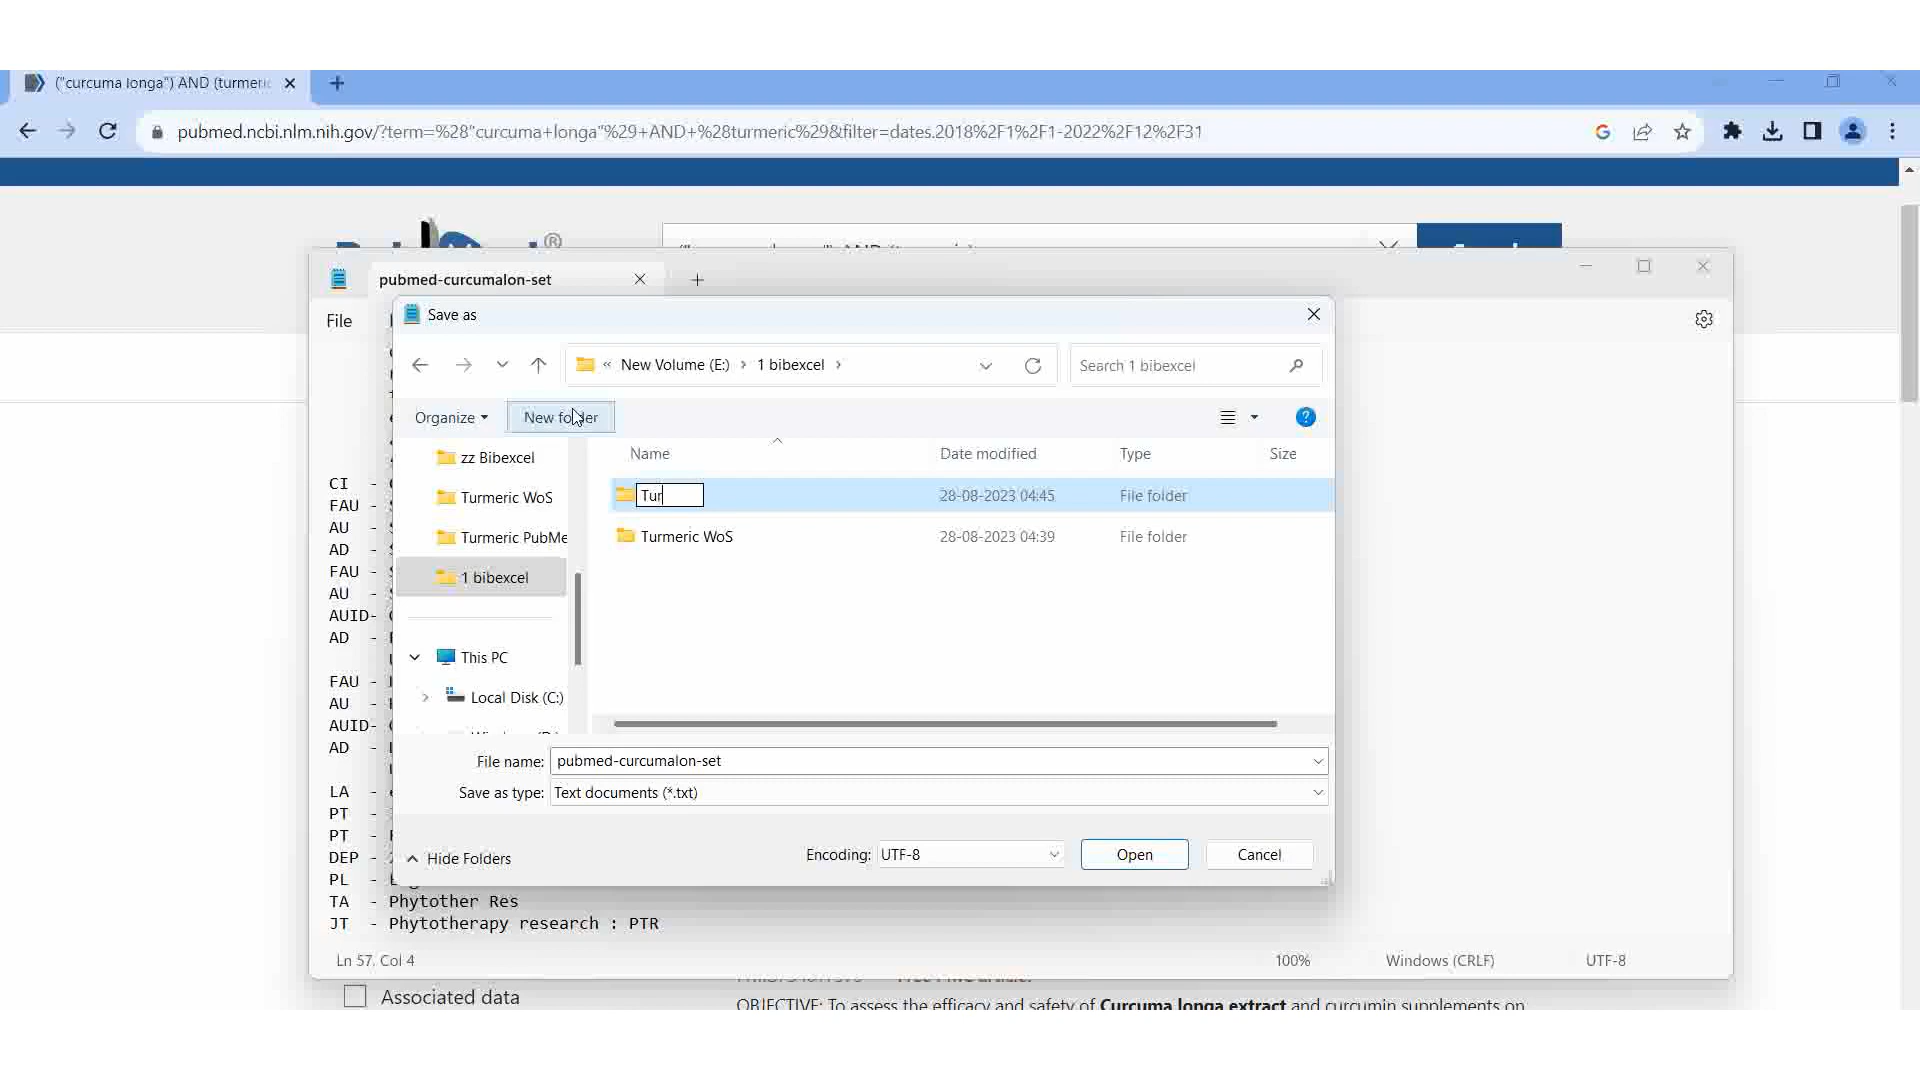 ("curcuma longa") AND (turmeric
pubmed.ncbi.nlm.nih.gov/?term=%28"curcuma+longa"%29+AND+%28turmeric%29&filter=dates.2018%2F1%2F1-2022%2F12%2F31
pubmed-curcumalon-set
Save as
File
« New Volume (E:) › 1 bibexcel ›
Search 1 bibexcel
Organize
New folder
Name
Date modified
Type
Size
zz Bibexcel
Turmeric WoS
Turmeric PubMe
1 bibexcel
This PC
Local Disk (C:)
Tur
28-08-2023 04:45
File folder
Turmeric WoS
28-08-2023 04:39
File folder
CI -
FAU -
AU -
AD -
FAU -
AU -
AUID-
AD -
FAU -
AU -
AUID-
AD -
LA -
PT -
PT -
DEP -
PL -
File name: pubmed-curcumalon-set
Save as type: Text documents (*.txt)
Hide Folders
Encoding: UTF-8
Open
Cancel
TA - Phytother Res
JT - Phytotherapy research : PTR
Ln 57, Col 4
100%
Windows (CRLF)
UTF-8
Associated data
OBJECTIVE: To assess the efficacy and safety of Curcuma longa extract and curcumin supplements on